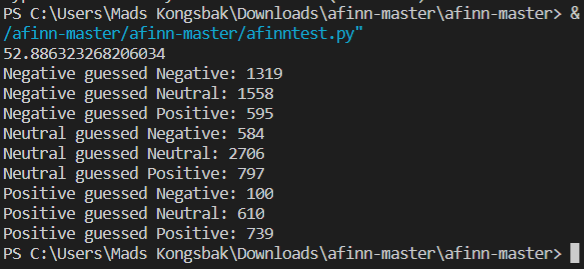 PS C:\Users\Mads Kongsbak\Downloads\afinn-master\afinn-master> &
/afinn-master/afinn-master/afinntest.py"
52.886323268206034
Negative guessed Negative: 1319
Negative guessed Neutral: 1558
Negative guessed Positive: 595
Neutral guessed Negative: 584
Neutral guessed Neutral: 2706
Neutral guessed Positive: 797
Positive guessed Negative: 100
Positive guessed Neutral: 610
Positive guessed Positive: 739
PS C:\Users\Mads Kongsbak\Downloads\afinn-master\afinn-master>